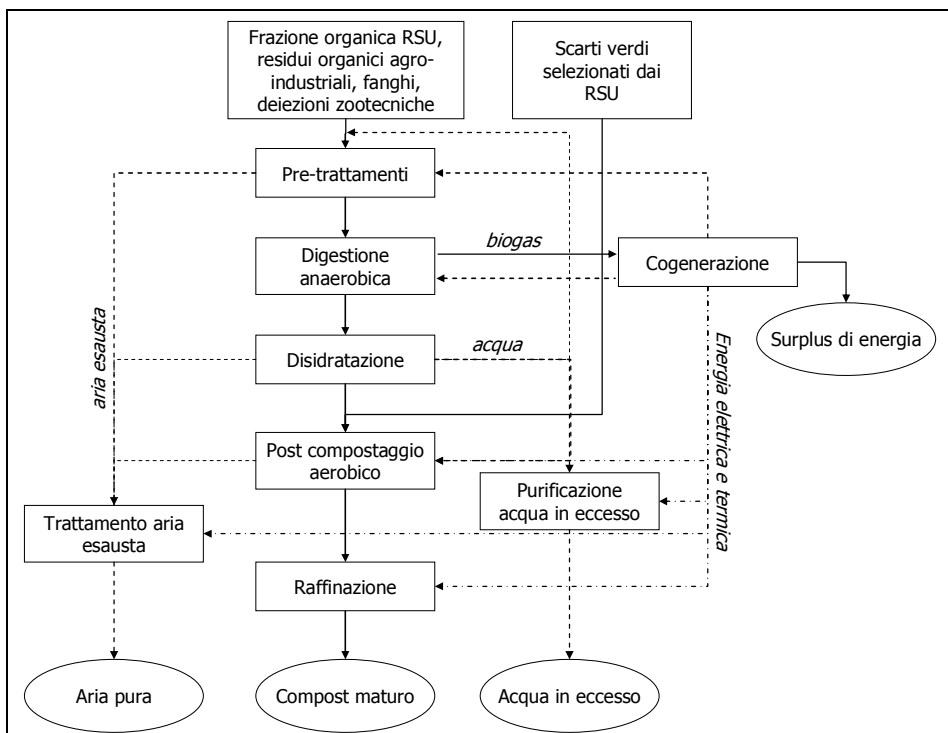 Frazione organica RSU,
residui organici agro-
industriali, fanghi,
deiezioni zootecniche
Scarti verdi
selezionati dai
RSU
Pre-trattamenti
biogas
Digestione
anaerobica
Cogenerazione
Surplus di energia
aria esausta
Disidratazione
acqua
Energia elettrica e termica
Post compostaggio
aerobico
Purificazione
acqua in eccesso
Trattamento aria
esausta
Raffinazione
Aria pura
Compost maturo
Acqua in eccesso